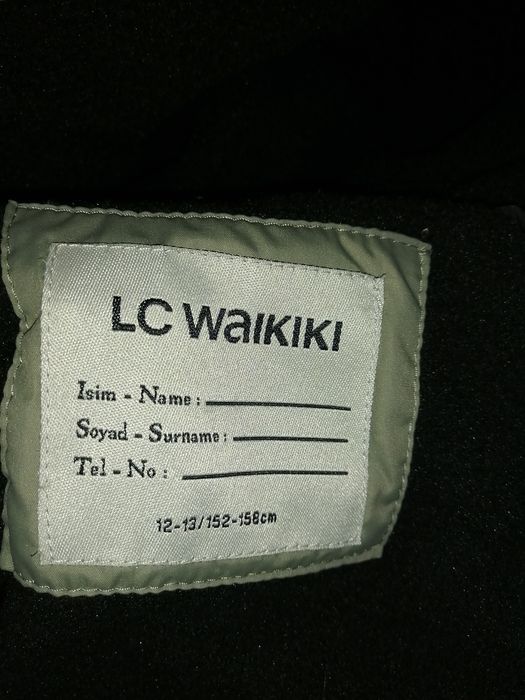 LC WAIKIKI
Isim - Name :
Soyad - Surname :
Tel - No :
12-13/152-158cm